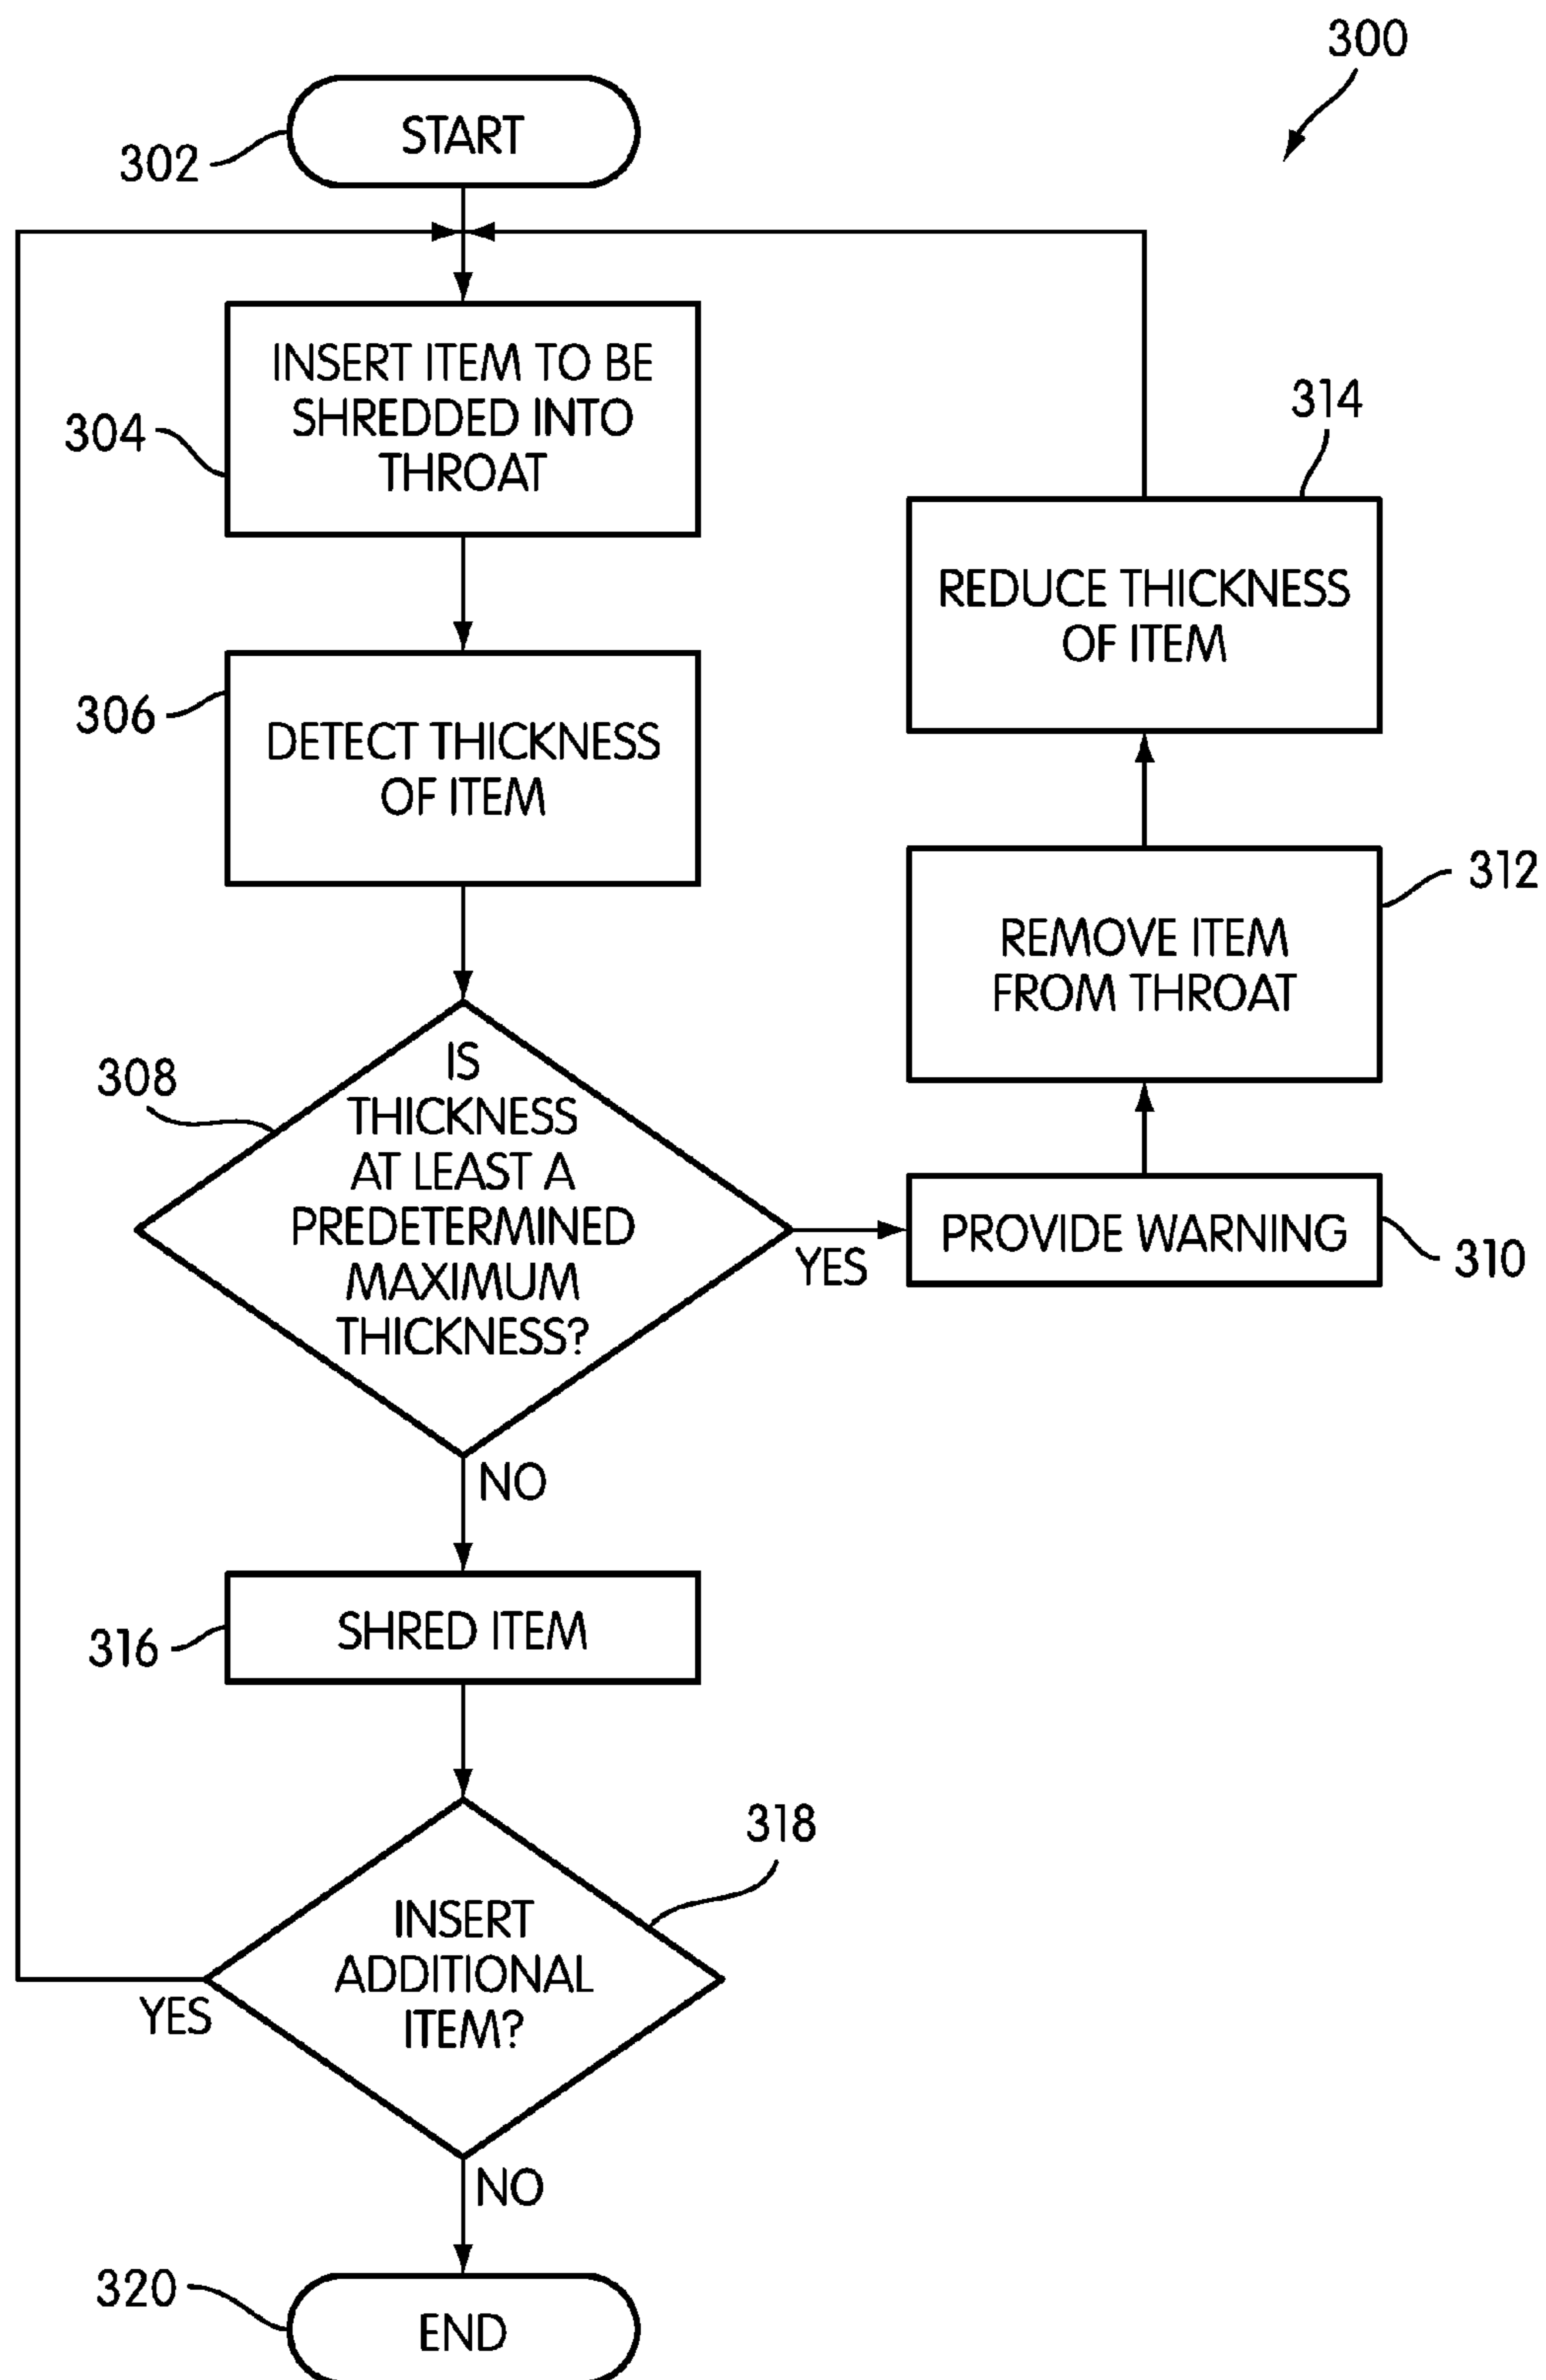 300
302
START
304
INSERT ITEM TO BE
SHREDDED INTO
THROAT
306
DETECT THICKNESS
OF ITEM
308
IS
THICKNESS
AT LEAST A
PREDETERMINED
MAXIMUM
THICKNESS?
YES
NO
310
PROVIDE WARNING
312
REMOVE ITEM
FROM THROAT
314
REDUCE THICKNESS
OF ITEM
316
SHRED ITEM
318
INSERT
ADDITIONAL
ITEM?
YES
NO
320
END